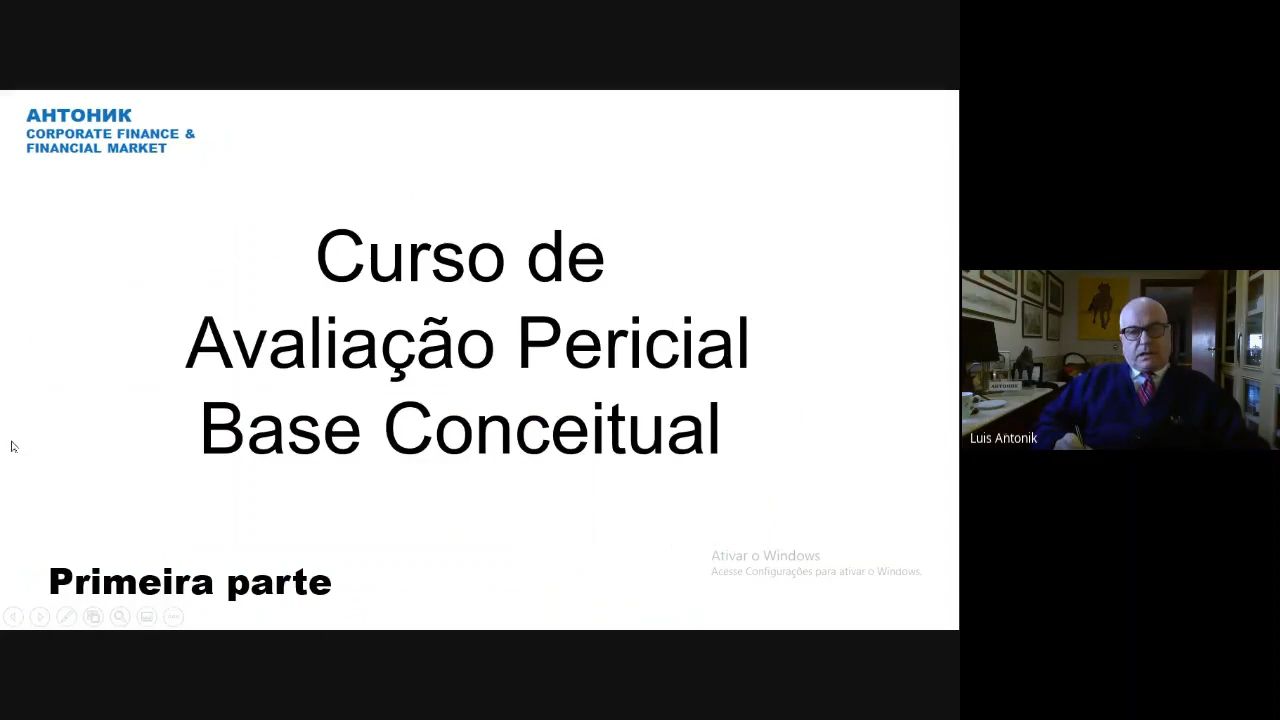 АНТОНИК
CORPORATE FINANCE &
FINANCIAL MARKET
Curso de
Avaliação Pericial
Base Conceitual
Primeira parte
Ativar o Windows
Acesse Configurações para ativar o Windows.
Luis Antonik
АНТОНИК